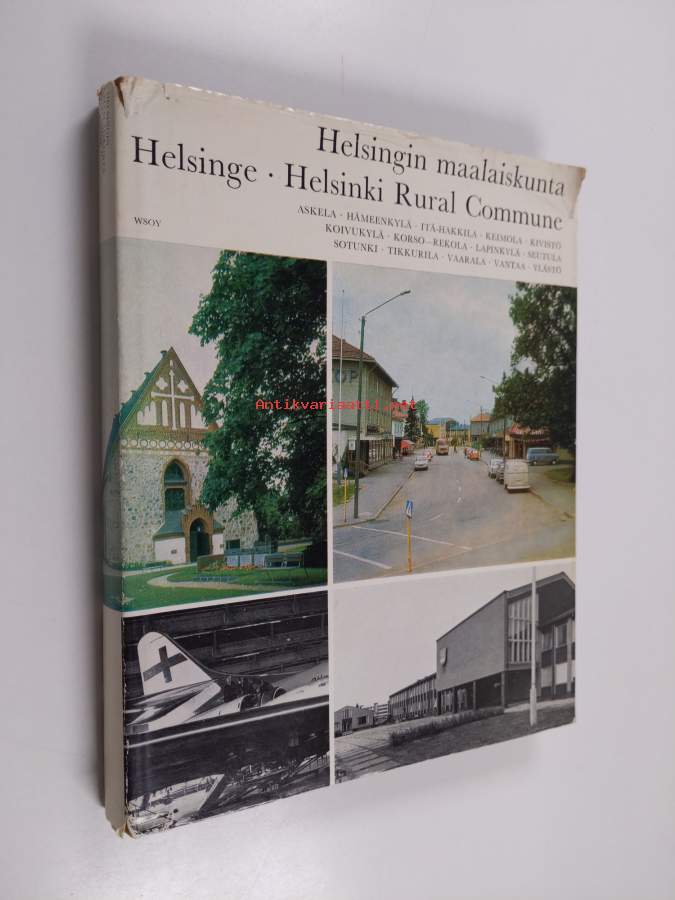 Helsingin maalaiskunta
Helsinge · Helsinki Rural Commune
WSOY
ASKELA · HÄMEENKYLÄ · ITÄ-HAKKILA · KEIMOLA · KIVISTÖ
KOIVUKYLÄ · KORSO—REKOLA · LAPINKYLÄ · SEUTULA
SOTUNKI · TIKKURILA · VAARALA · VANTAA · YLÄSTÖ
Antikvariaatti.net